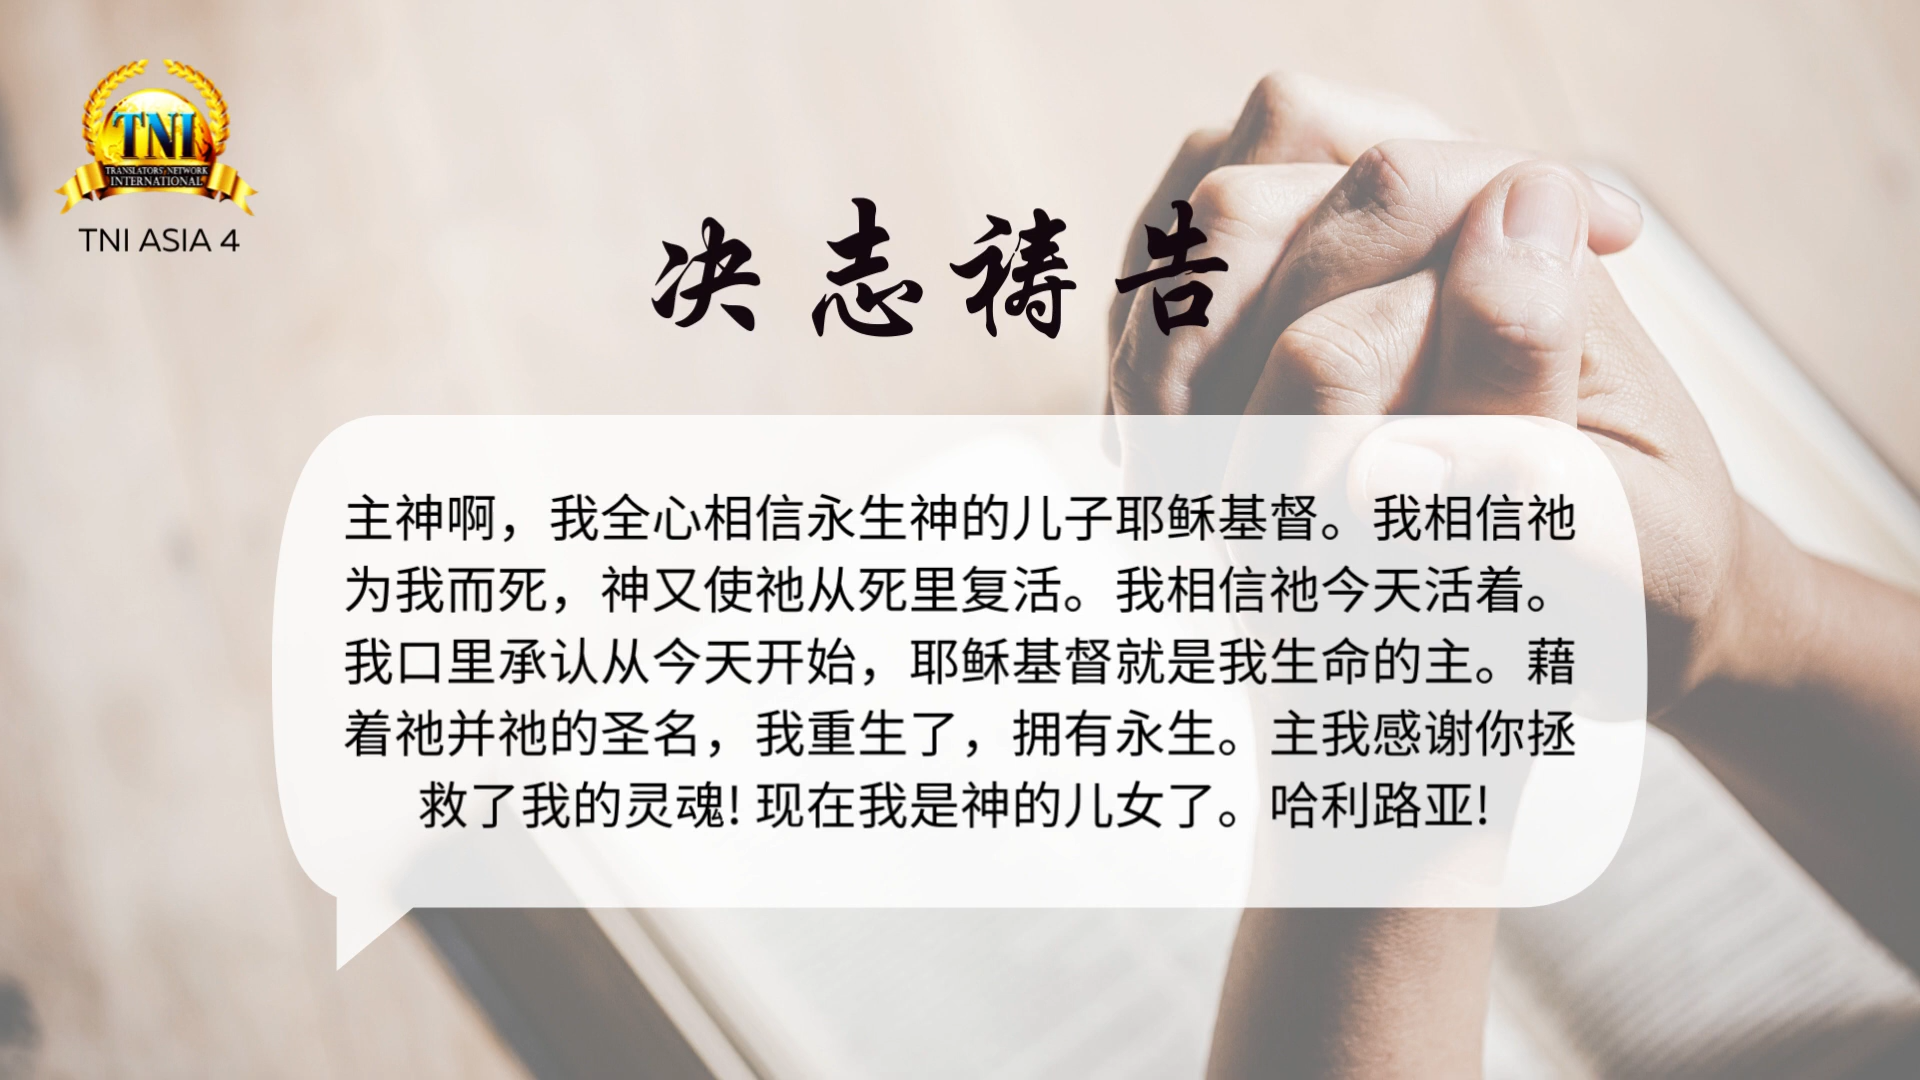 TNI
TRANSLATORS NETWORK
INTERNATIONAL
TNI ASIA 4
决志祷告
主神啊，我全心相信永生神的儿子耶稣基督。我相信祂
为我而死，神又使祂从死里复活。我相信祂今天活着。
我口里承认从今天开始，耶稣基督就是我生命的主。藉
着祂并祂的圣名，我重生了，拥有永生。主我感谢你拯
救了我的灵魂! 现在我是神的儿女了。哈利路亚!